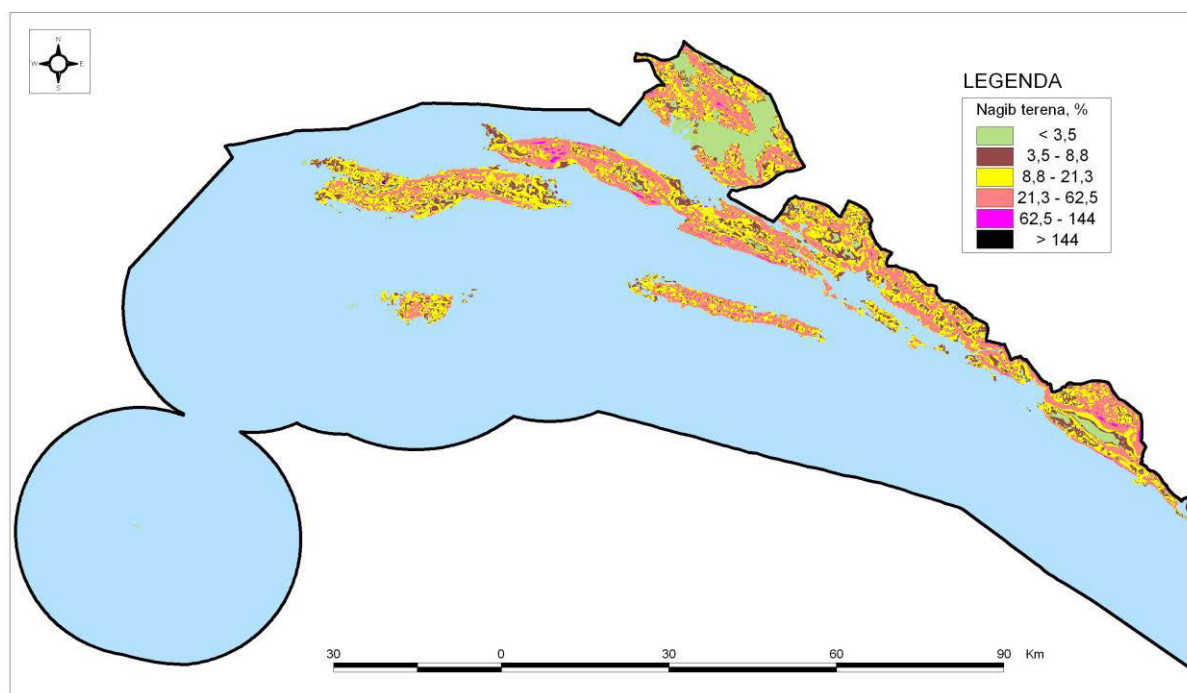 N
W E
S
LEGENDA
Nagib terena, %
< 3,5
3,5 - 8,8
8,8 - 21,3
21,3 - 62,5
62,5 - 144
> 144
30 0 30 60 90 Km